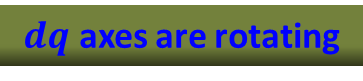 dq axes are rotating